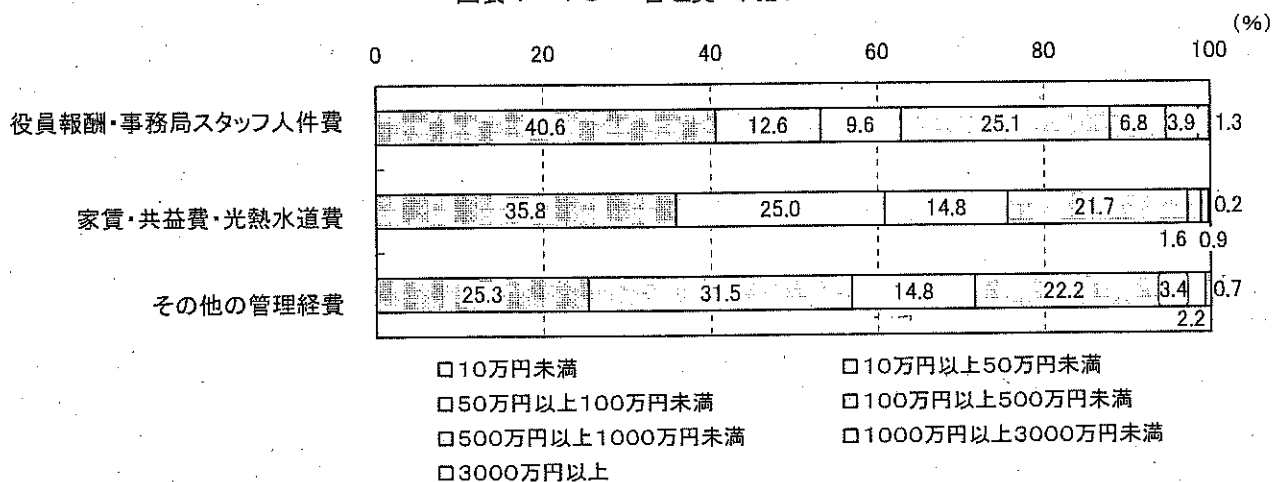 (%)
0 20 40 60 80 100
役員報酬・事務局スタッフ人件費 40.6 12.6 9.6 25.1 6.8 3.9 1.3
家賃・共益費・光熱水道費 35.8 25.0 14.8 21.7 0.2
1.6 0.9
その他の管理経費 25.3 31.5 14.8 22.2 3.4 0.7
2.2
□10万円未満 □10万円以上50万円未満
□50万円以上100万円未満 □100万円以上500万円未満
□500万円以上1000万円未満 □1000万円以上3000万円未満
□3000万円以上